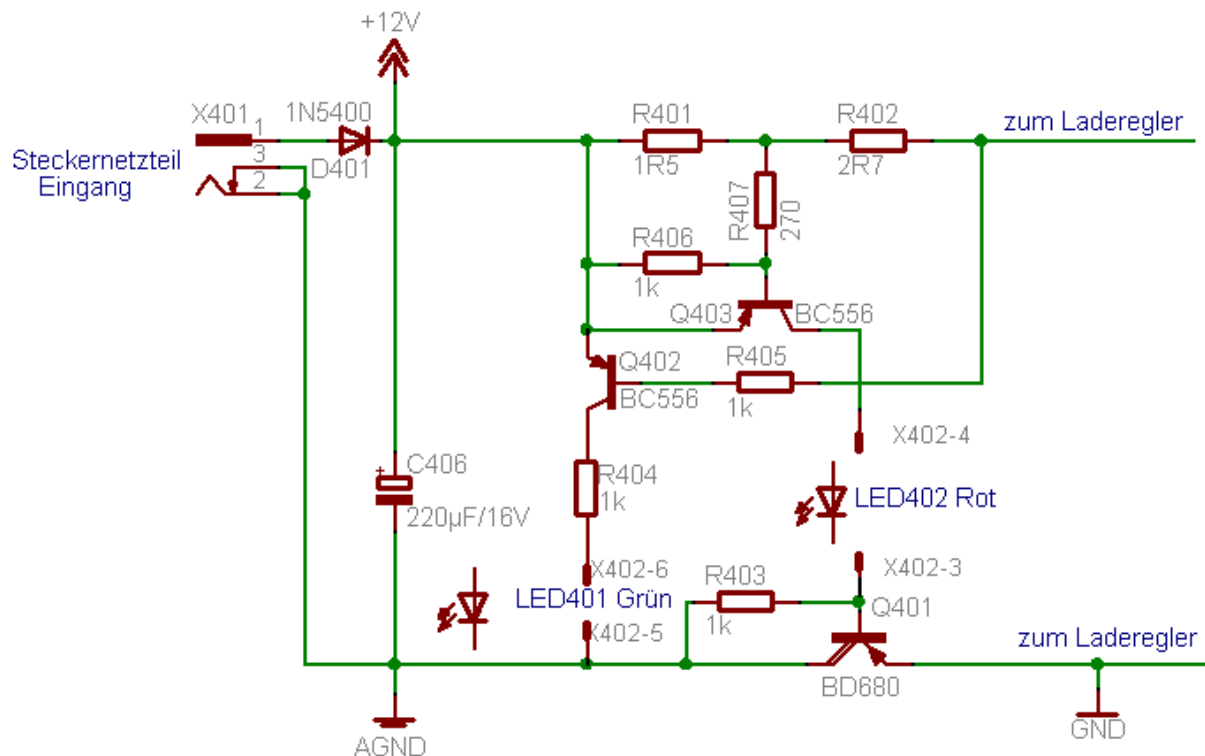 +12V
X401
1
3
2
1N5400
D401
Steckernetzteil
Eingang
R401
1R5
R402
2R7
zum Laderegler
R407
270
R406
1k
Q403
BC556
Q402
BC556
R405
1k
X402-4
C406
+
220µF/16V
R404
1k
LED402 Rot
X402-6
LED401 Grün
X402-5
R403
1k
X402-3
Q401
BD680
zum Laderegler
AGND
GND